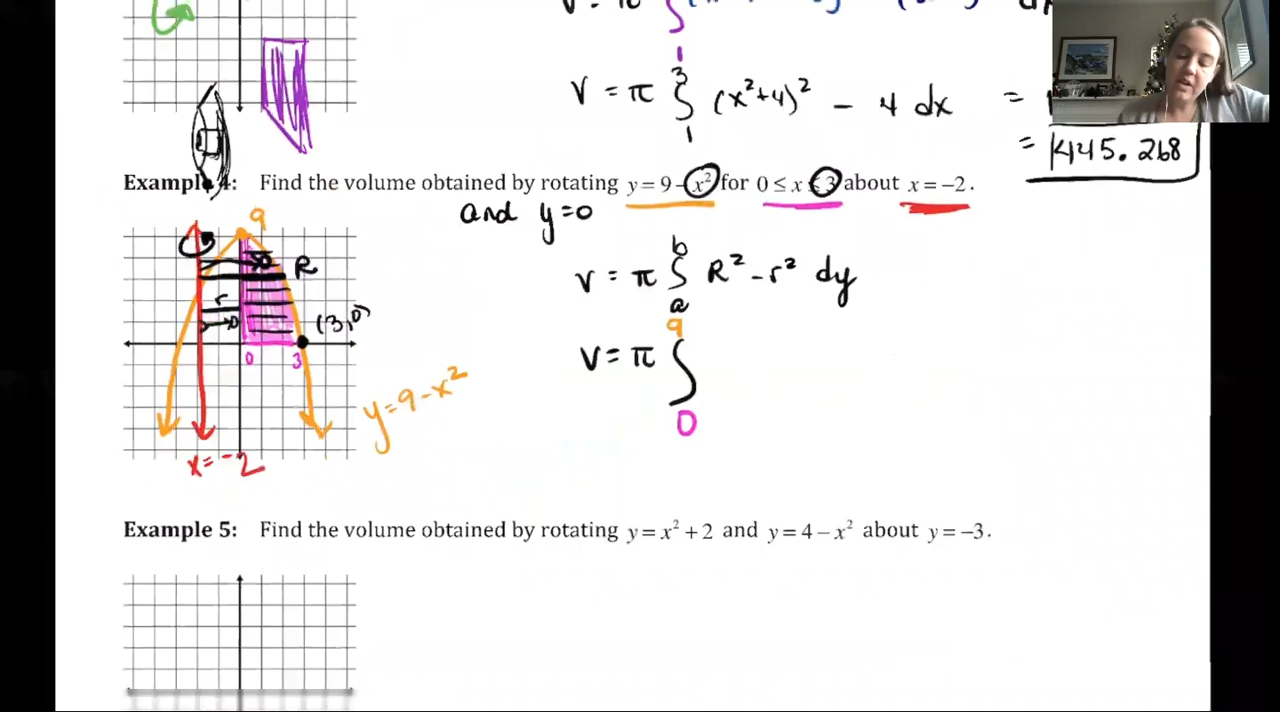 V = π ∫₁³ (x²+4)² − 4 dx =
= 445.268
Example 4: Find the volume obtained by rotating y = 9 − x² for 0 ≤ x ≤ 3 about x = −2.
and y=0
9
R
r
(3,0)
0 3
y=9-x²
x=-2
V = π ∫ₐᵇ R² − r² dy
V = π ∫₀⁹
Example 5: Find the volume obtained by rotating y = x² + 2 and y = 4 − x² about y = −3.